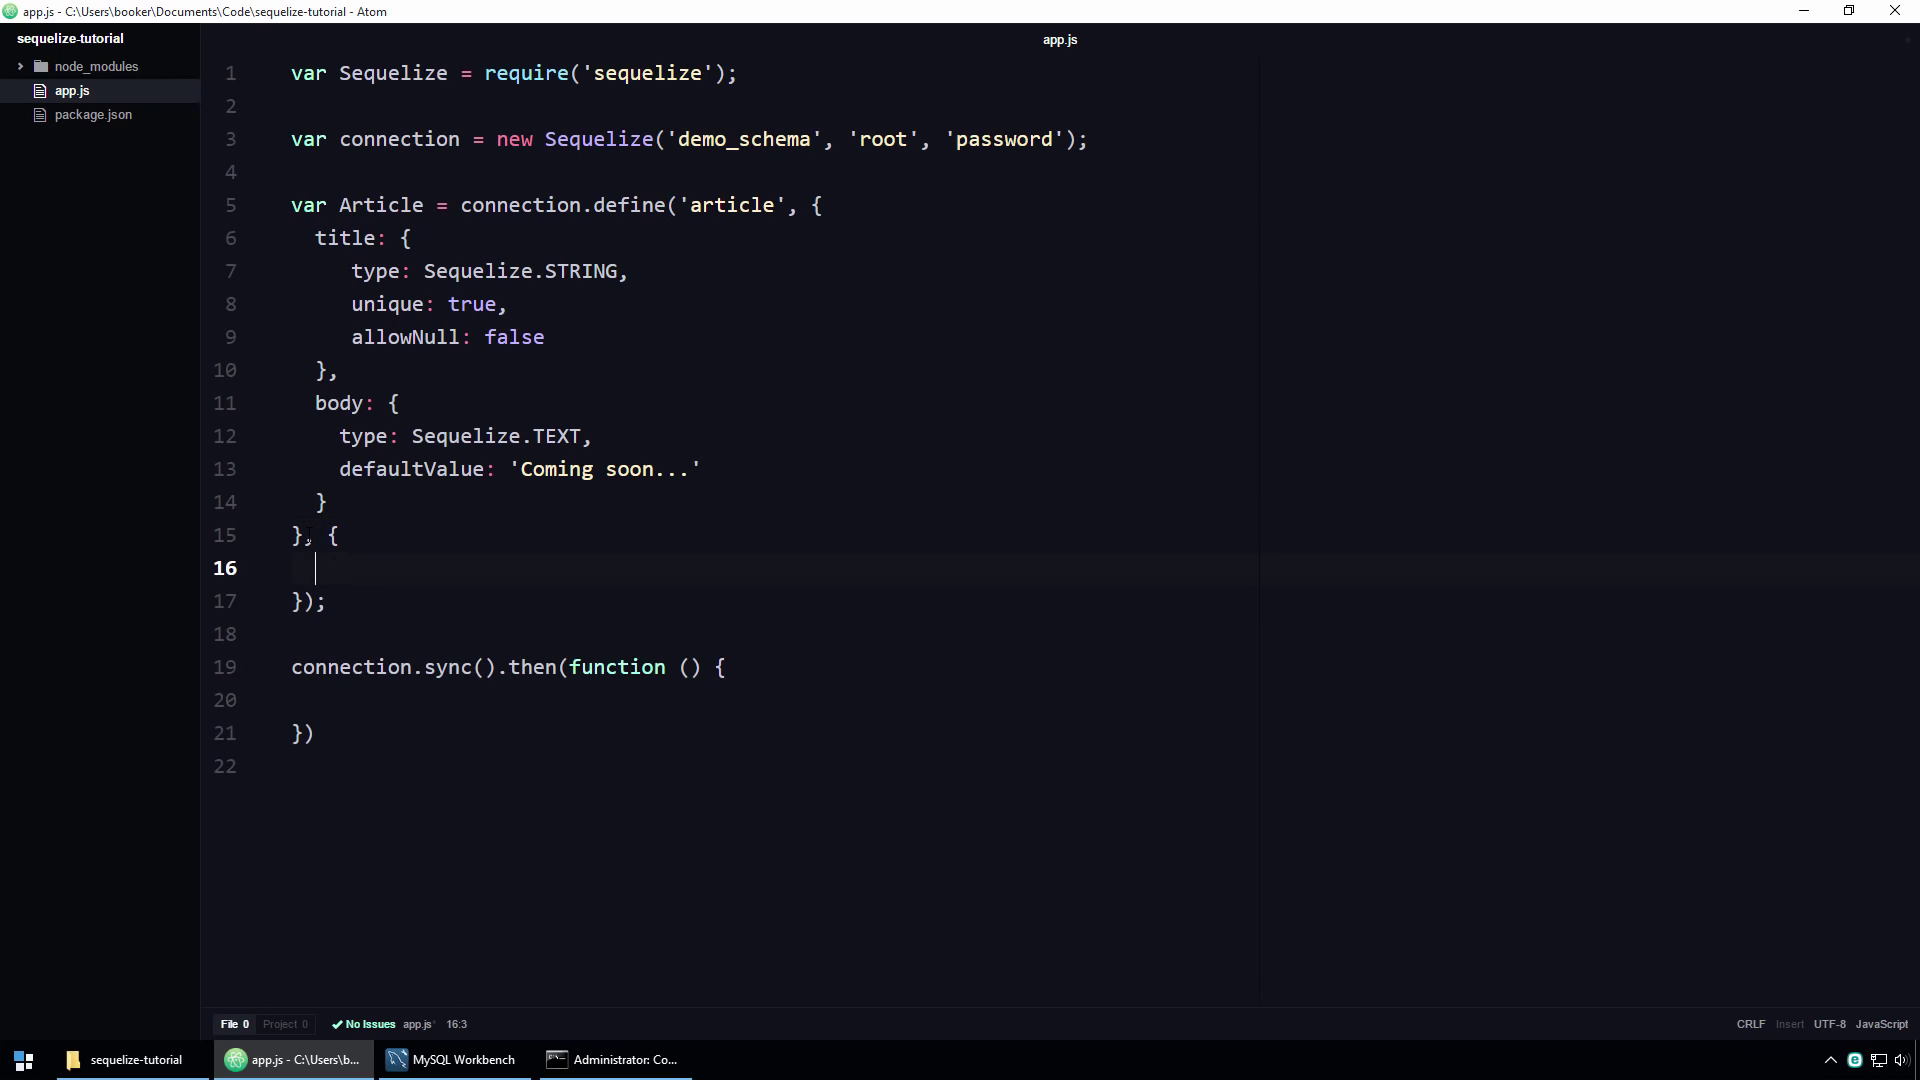 app.js - C:\Users\booker\Documents\Code\sequelize-tutorial - Atom
sequelize-tutorial
node_modules
app.js
package.json
app.js
1 var Sequelize = require('sequelize');
2
3 var connection = new Sequelize('demo_schema', 'root', 'password');
4
5 var Article = connection.define('article', {
6 title: {
7 type: Sequelize.STRING,
8 unique: true,
9 allowNull: false
10 },
11 body: {
12 type: Sequelize.TEXT,
13 defaultValue: 'Coming soon...'
14 }
15 }, {
16
17 });
18
19 connection.sync().then(function () {
20
21 })
22
File 0 Project 0 No Issues app.js* 16:3 CRLF Insert UTF-8 JavaScript
sequelize-tutorial app.js - C:\Users\b... MySQL Workbench Administrator: Co...